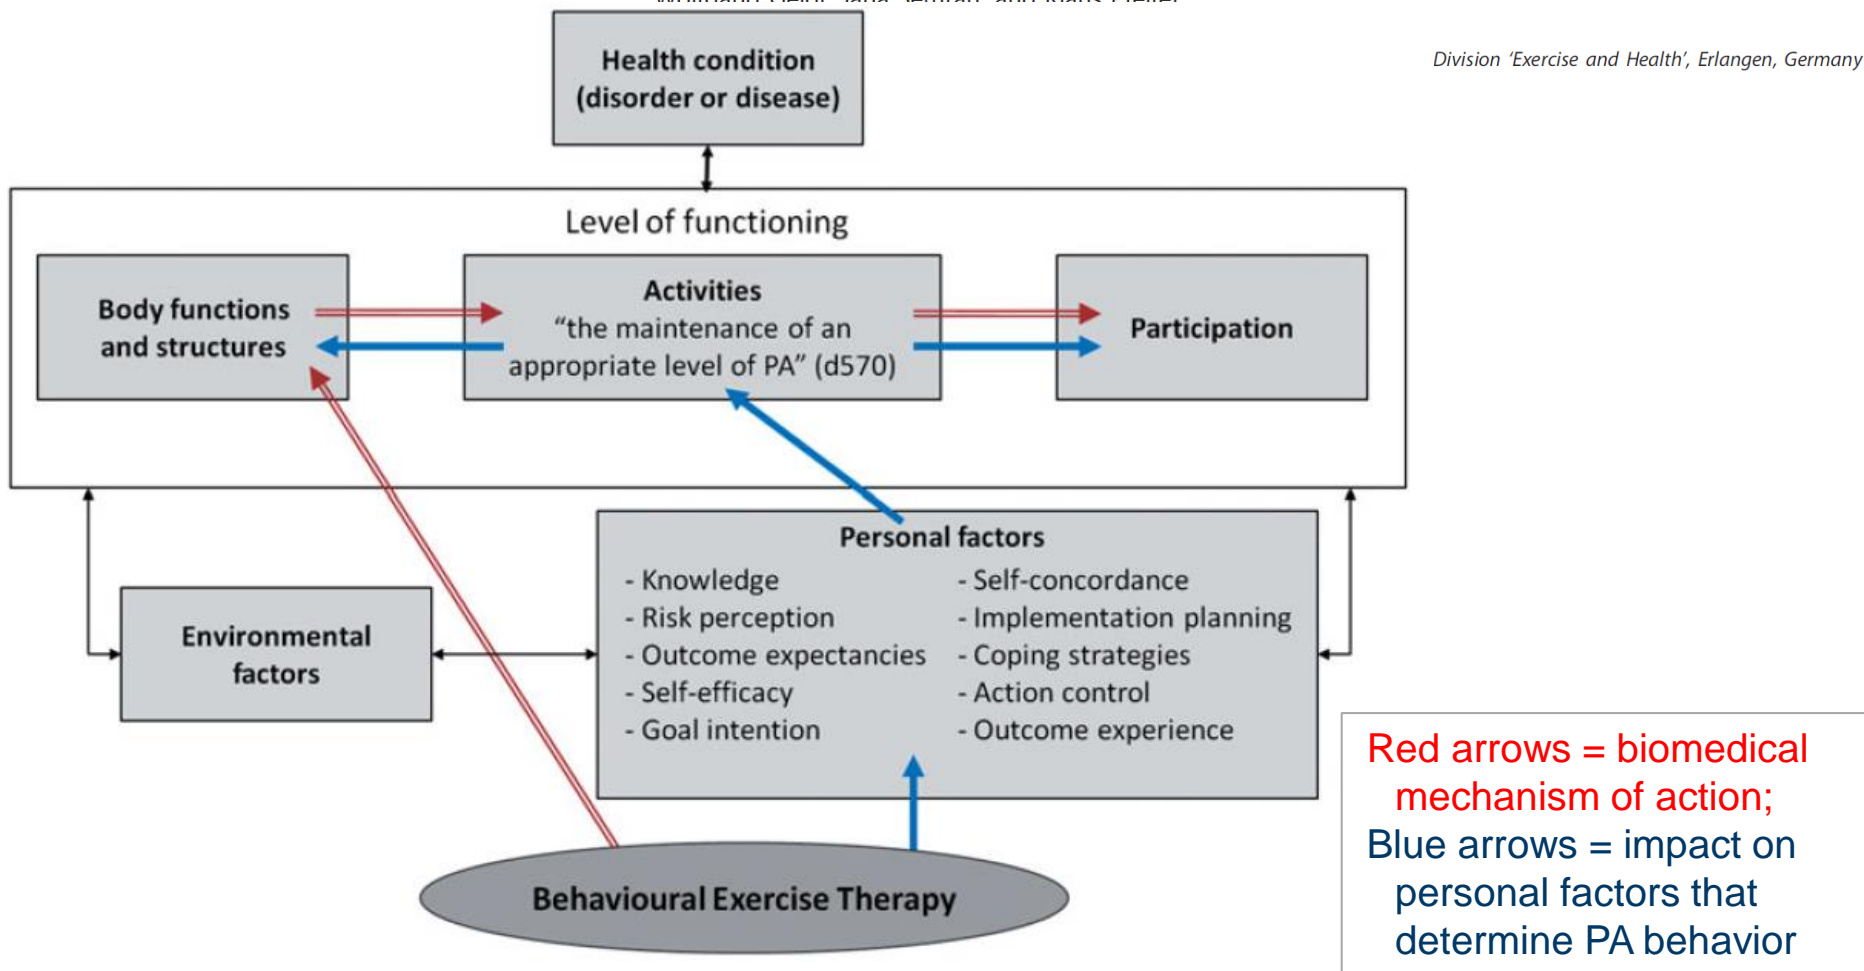 Health condition
(disorder or disease)
Division ‘Exercise and Health’, Erlangen, Germany
Level of functioning
Body functions
and structures
Activities
“the maintenance of an
appropriate level of PA” (d570)
Participation
Personal factors
- Knowledge
- Risk perception
- Outcome expectancies
- Self-efficacy
- Goal intention
- Self-concordance
- Implementation planning
- Coping strategies
- Action control
- Outcome experience
Environmental
factors
Behavioural Exercise Therapy
Red arrows = biomedical
mechanism of action;
Blue arrows = impact on
personal factors that
determine PA behavior